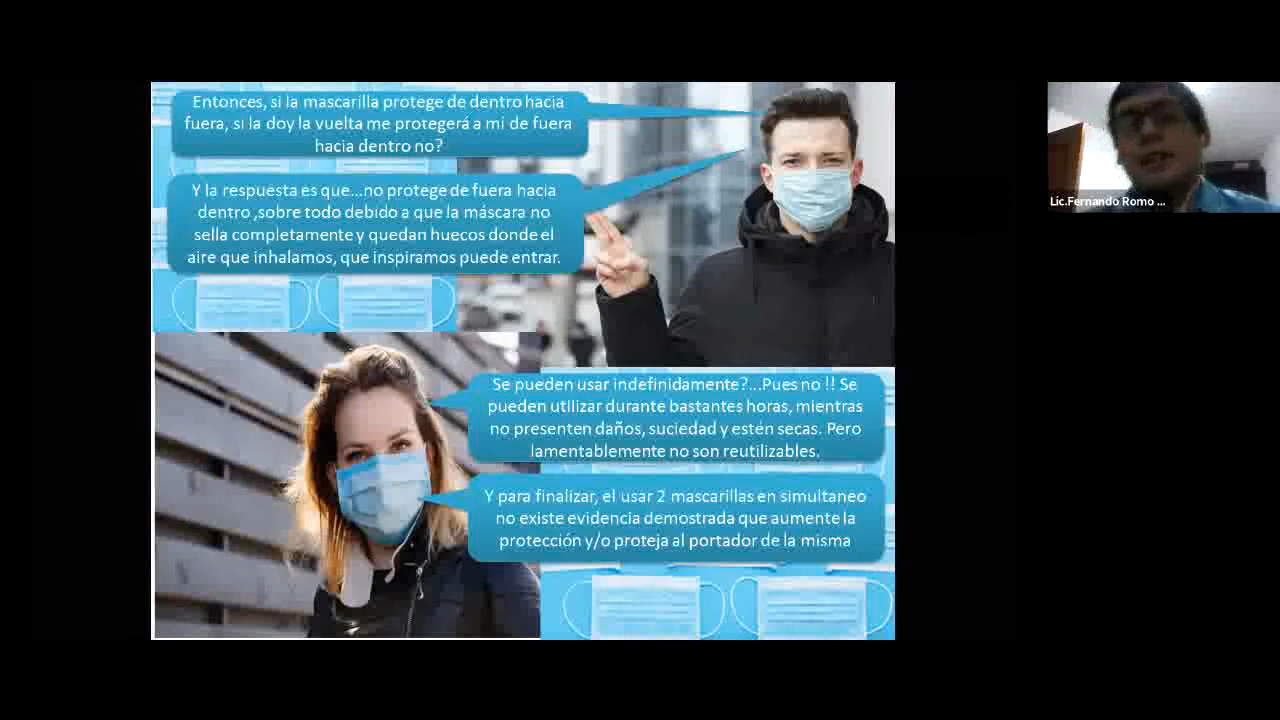 Entonces, si la mascarilla protege de dentro hacia
fuera, si la doy la vuelta me protegerá a mi de fuera
hacia dentro no?
Y la respuesta es que...no protege de fuera hacia
dentro ,sobre todo debido a que la máscara no
sella completamente y quedan huecos donde el
aire que inhalamos, que inspiramos puede entrar.
Lic.Fernando Romo ...
Se pueden usar indefinidamente?...Pues no !! Se
pueden utilizar durante bastantes horas, mientras
no presenten daños, suciedad y estén secas. Pero
lamentablemente no son reutilizables.
Y para finalizar, el usar 2 mascarillas en simultaneo
no existe evidencia demostrada que aumente la
protección y/o proteja al portador de la misma